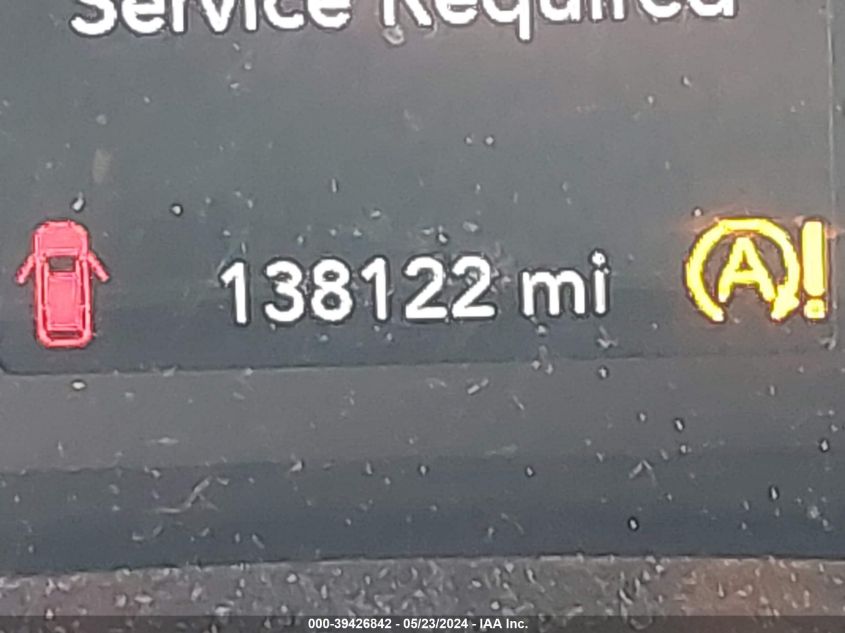 Service Required
138122 mi
A!
000-39426842 - 05/23/2024 - IAA Inc.